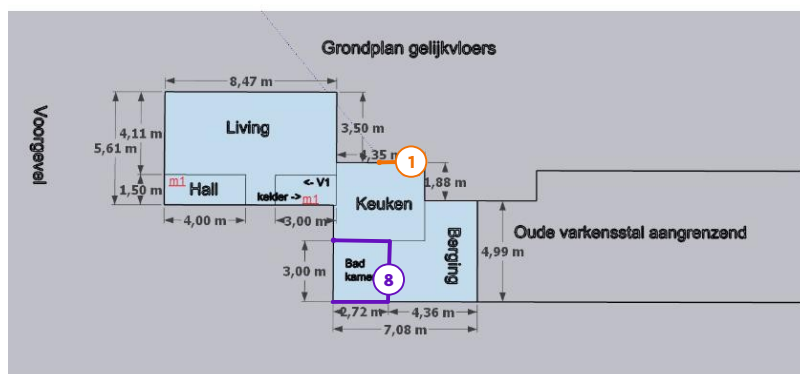 Grondplan gelijkvloers
8,47 m
Voorgevel
4,11 m
5,61 m
3,50 m
Living
4,35 m
1
m1
Hall
<- V1
kelder ->
m1
1,50 m
1,88 m
Keuken
4,00 m
3,00 m
Berging
Oude varkensstal aangrenzend
4,99 m
3,00 m
Bad
kamer
8
2,72 m
4,36 m
7,08 m